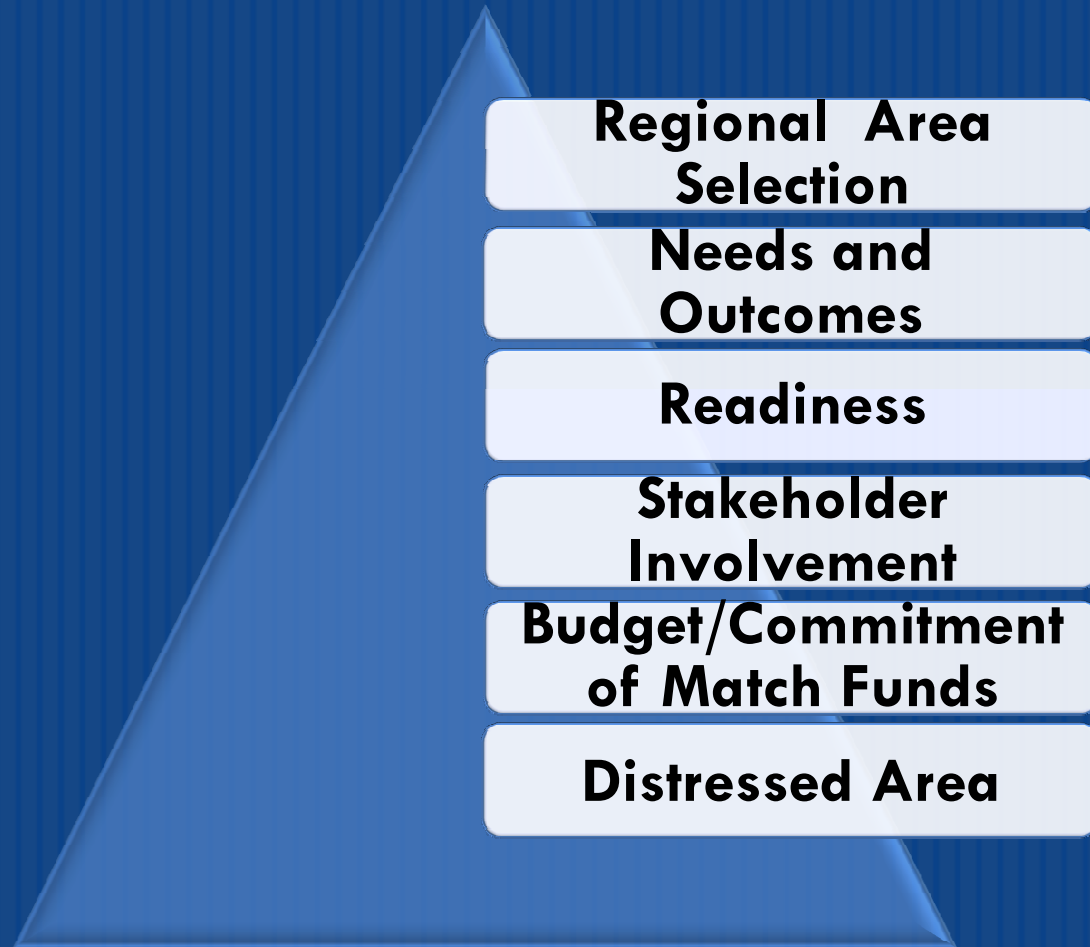 Regional Area
Selection
Needs and
Outcomes
Readiness
Stakeholder
Involvement
Budget/Commitment
of Match Funds
Distressed Area